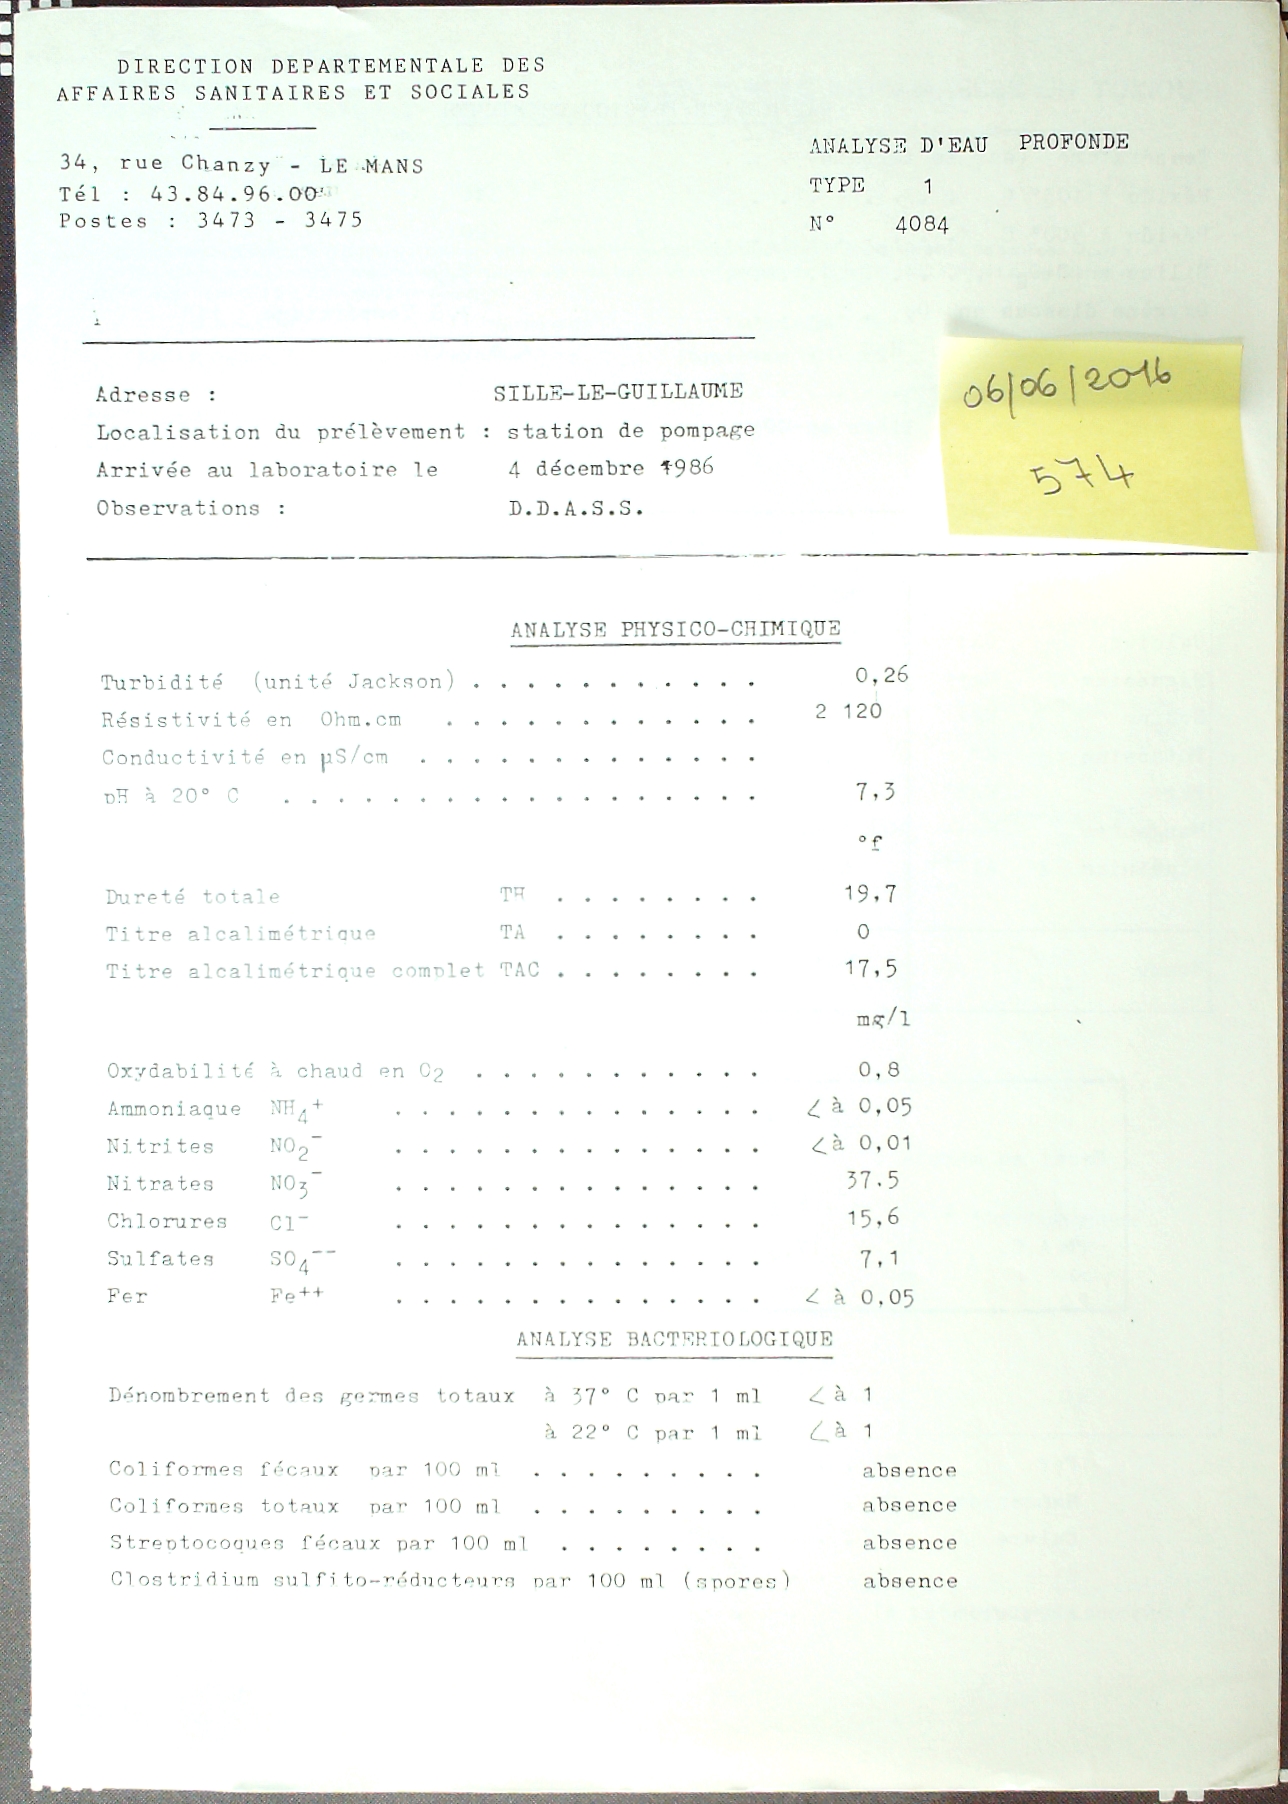 DIRECTION DEPARTEMENTALE DES
AFFAIRES SANITAIRES ET SOCIALES
34, rue Chanzy - LE MANS
Tél : 43.84.96.00
Postes : 3473 - 3475
ANALYSE D'EAU PROFONDE
TYPE 1
N° 4084
06/06/2016
574
Adresse : SILLE-LE-GUILLAUME
Localisation du prélèvement : station de pompage
Arrivée au laboratoire le 4 décembre 1986
Observations : D.D.A.S.S.
ANALYSE PHYSICO-CHIMIQUE
Turbidité (unité Jackson) . . . . . . . . . . . 0,26
Résistivité en Ohm.cm . . . . . . . . . . . . 2 120
Conductivité en µS/cm . . . . . . . . . . . . .
pH à 20° C . . . . . . . . . . . . . . . . . . 7,3
°f
Dureté totale TH . . . . . . . . 19,7
Titre alcalimétrique TA . . . . . . . . 0
Titre alcalimétrique complet TAC . . . . . . . . 17,5
mg/l
Oxydabilité à chaud en O2 . . . . . . . . . . . 0,8
Ammoniaque NH4+ . . . . . . . . . . . . . . < à 0,05
Nitrites NO2- . . . . . . . . . . . . . . < à 0,01
Nitrates NO3- . . . . . . . . . . . . . . 37.5
Chlorures Cl- . . . . . . . . . . . . . . 15,6
Sulfates SO4-- . . . . . . . . . . . . . . 7,1
Fer Fe++ . . . . . . . . . . . . . . < à 0,05
ANALYSE BACTERIOLOGIQUE
Dénombrement des germes totaux à 37° C par 1 ml < à 1
à 22° C par 1 ml < à 1
Coliformes fécaux par 100 ml . . . . . . . . . absence
Coliformes totaux par 100 ml . . . . . . . . . absence
Streptocoques fécaux par 100 ml . . . . . . . . absence
Clostridium sulfito-réducteurs par 100 ml (spores) absence